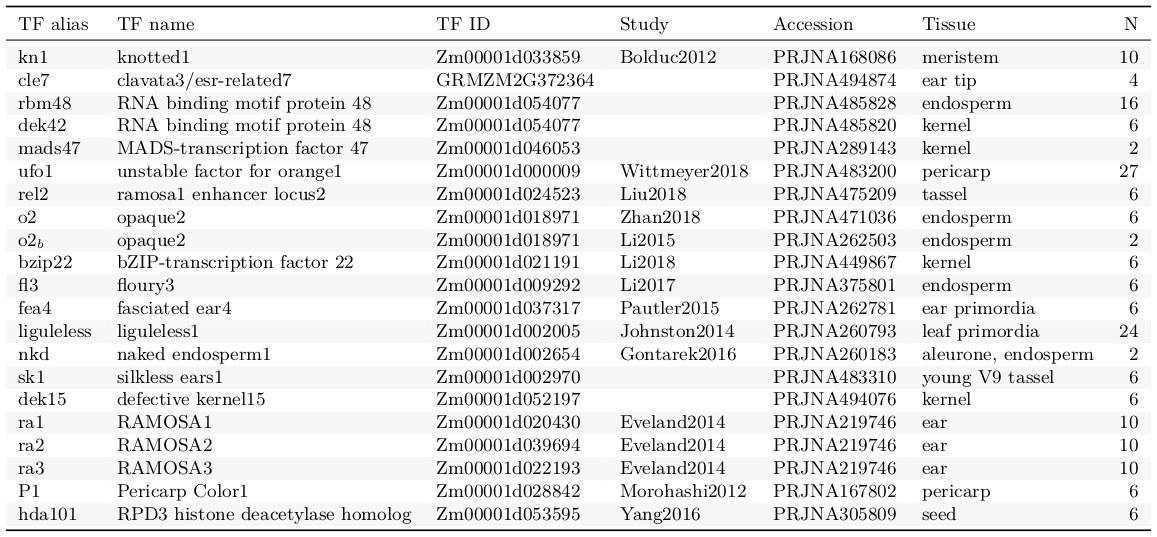 TF alias TF name TF ID Study Accession Tissue N
kn1 knotted1 Zm00001d033859 Bolduc2012 PRJNA168086 meristem 10
cle7 clavata3/esr-related7 GRMZM2G372364 PRJNA494874 ear tip 4
rbm48 RNA binding motif protein 48 Zm00001d054077 PRJNA485828 endosperm 16
dek42 RNA binding motif protein 48 Zm00001d054077 PRJNA485820 kernel 6
mads47 MADS-transcription factor 47 Zm00001d046053 PRJNA289143 kernel 2
ufo1 unstable factor for orange1 Zm00001d000009 Wittmeyer2018 PRJNA483200 pericarp 27
rel2 ramosa1 enhancer locus2 Zm00001d024523 Liu2018 PRJNA475209 tassel 6
o2 opaque2 Zm00001d018971 Zhan2018 PRJNA471036 endosperm 6
o2b opaque2 Zm00001d018971 Li2015 PRJNA262503 endosperm 2
bzip22 bZIP-transcription factor 22 Zm00001d021191 Li2018 PRJNA449867 kernel 6
fl3 floury3 Zm00001d009292 Li2017 PRJNA375801 endosperm 6
fea4 fasciated ear4 Zm00001d037317 Pautler2015 PRJNA262781 ear primordia 6
liguleless liguleless1 Zm00001d002005 Johnston2014 PRJNA260793 leaf primordia 24
nkd naked endosperm1 Zm00001d002654 Gontarek2016 PRJNA260183 aleurone, endosperm 2
sk1 silkless ears1 Zm00001d002970 PRJNA483310 young V9 tassel 6
dek15 defective kernel15 Zm00001d052197 PRJNA494076 kernel 6
ra1 RAMOSA1 Zm00001d020430 Eveland2014 PRJNA219746 ear 10
ra2 RAMOSA2 Zm00001d039694 Eveland2014 PRJNA219746 ear 10
ra3 RAMOSA3 Zm00001d022193 Eveland2014 PRJNA219746 ear 10
P1 Pericarp Color1 Zm00001d028842 Morohashi2012 PRJNA167802 pericarp 6
hda101 RPD3 histone deacetylase homolog Zm00001d053595 Yang2016 PRJNA305809 seed 6